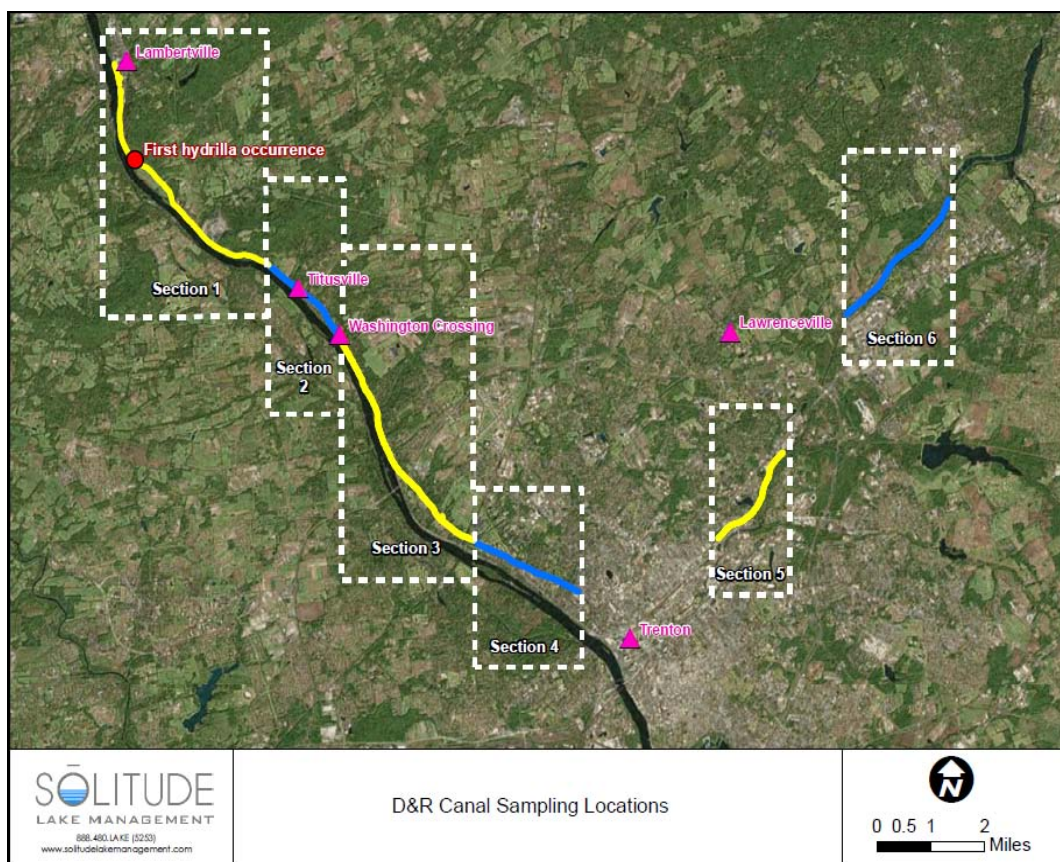 Lambertville
First hydrilla occurrence
Section 1
Titusville
Washington Crossing
Section
2
Section 3
Section 4
Lawrenceville
Section 6
Section 5
Trenton
SŌLITUDE
LAKE MANAGEMENT
888.480.LAKE (5253)
www.solitudelakemanagement.com
D&R Canal Sampling Locations
N
0 0.5 1 2
Miles